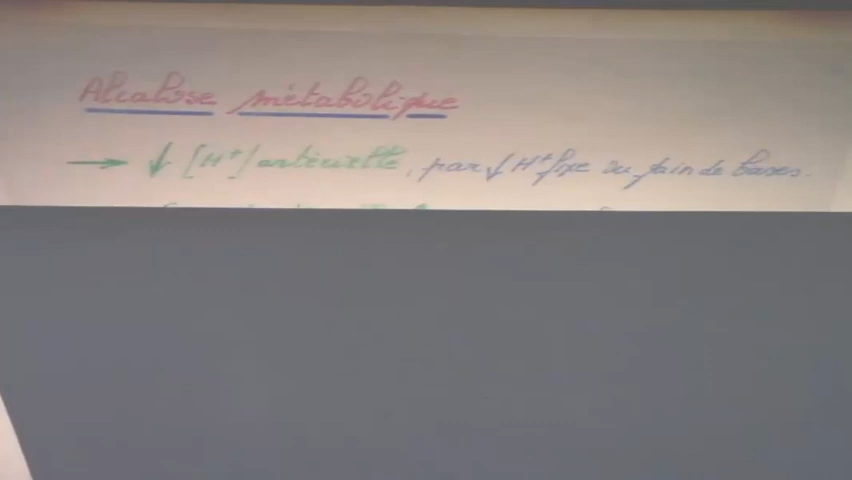 Alcalose métabolique
→ ↓ [H⁺] artérielle, par ↓ H⁺ fixe ou gain de bases.